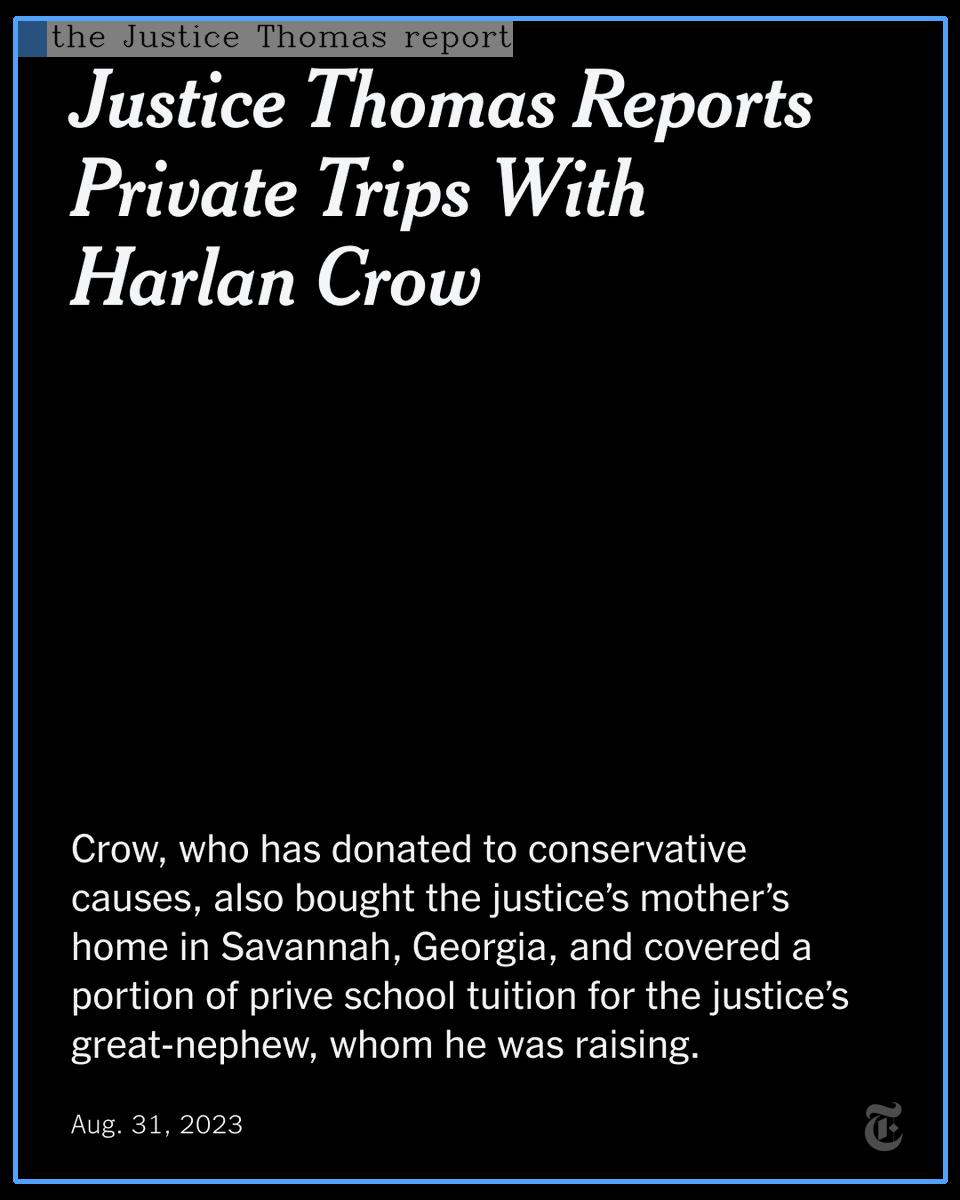 the Justice Thomas report
Justice Thomas Reports
Private Trips With
Harlan Crow
Crow, who has donated to conservative
causes, also bought the justice’s mother’s
home in Savannah, Georgia, and covered a
portion of prive school tuition for the justice’s
great-nephew, whom he was raising.
Aug. 31, 2023
T